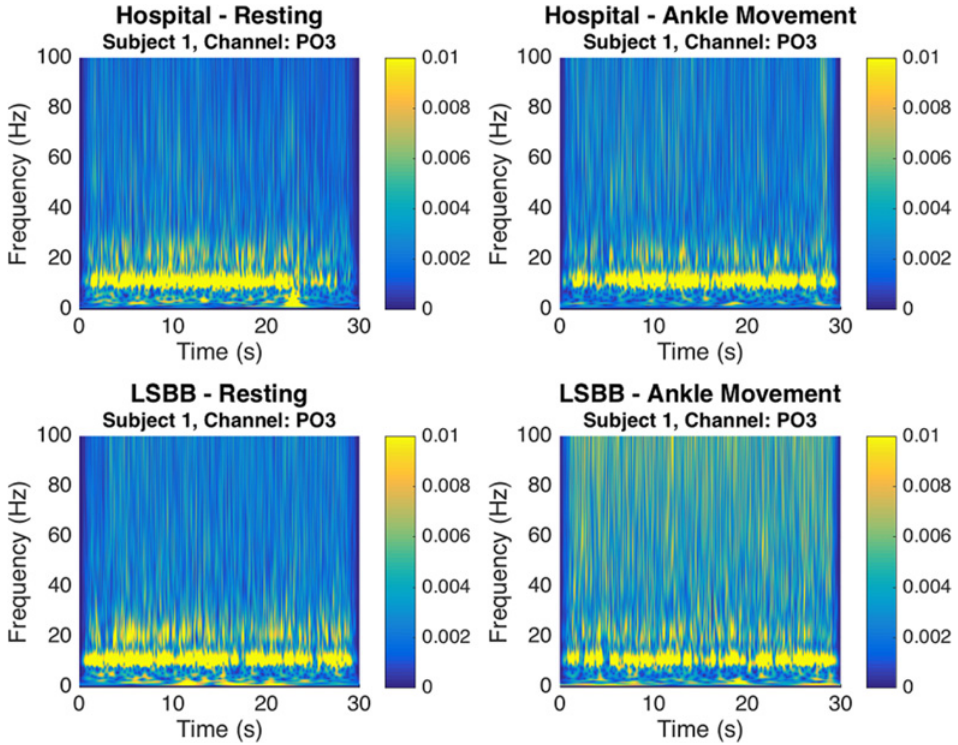 Hospital - Resting
Subject 1, Channel: PO3
Frequency (Hz)
100
80
60
40
20
0
0 10 20 30
Time (s)
0.01
0.008
0.006
0.004
0.002
0
Hospital - Ankle Movement
Subject 1, Channel: PO3
Frequency (Hz)
100
80
60
40
20
0
0 10 20 30
Time (s)
0.01
0.008
0.006
0.004
0.002
0
LSBB - Resting
Subject 1, Channel: PO3
Frequency (Hz)
100
80
60
40
20
0
0 10 20 30
Time (s)
0.01
0.008
0.006
0.004
0.002
0
LSBB - Ankle Movement
Subject 1, Channel: PO3
Frequency (Hz)
100
80
60
40
20
0
0 10 20 30
Time (s)
0.01
0.008
0.006
0.004
0.002
0